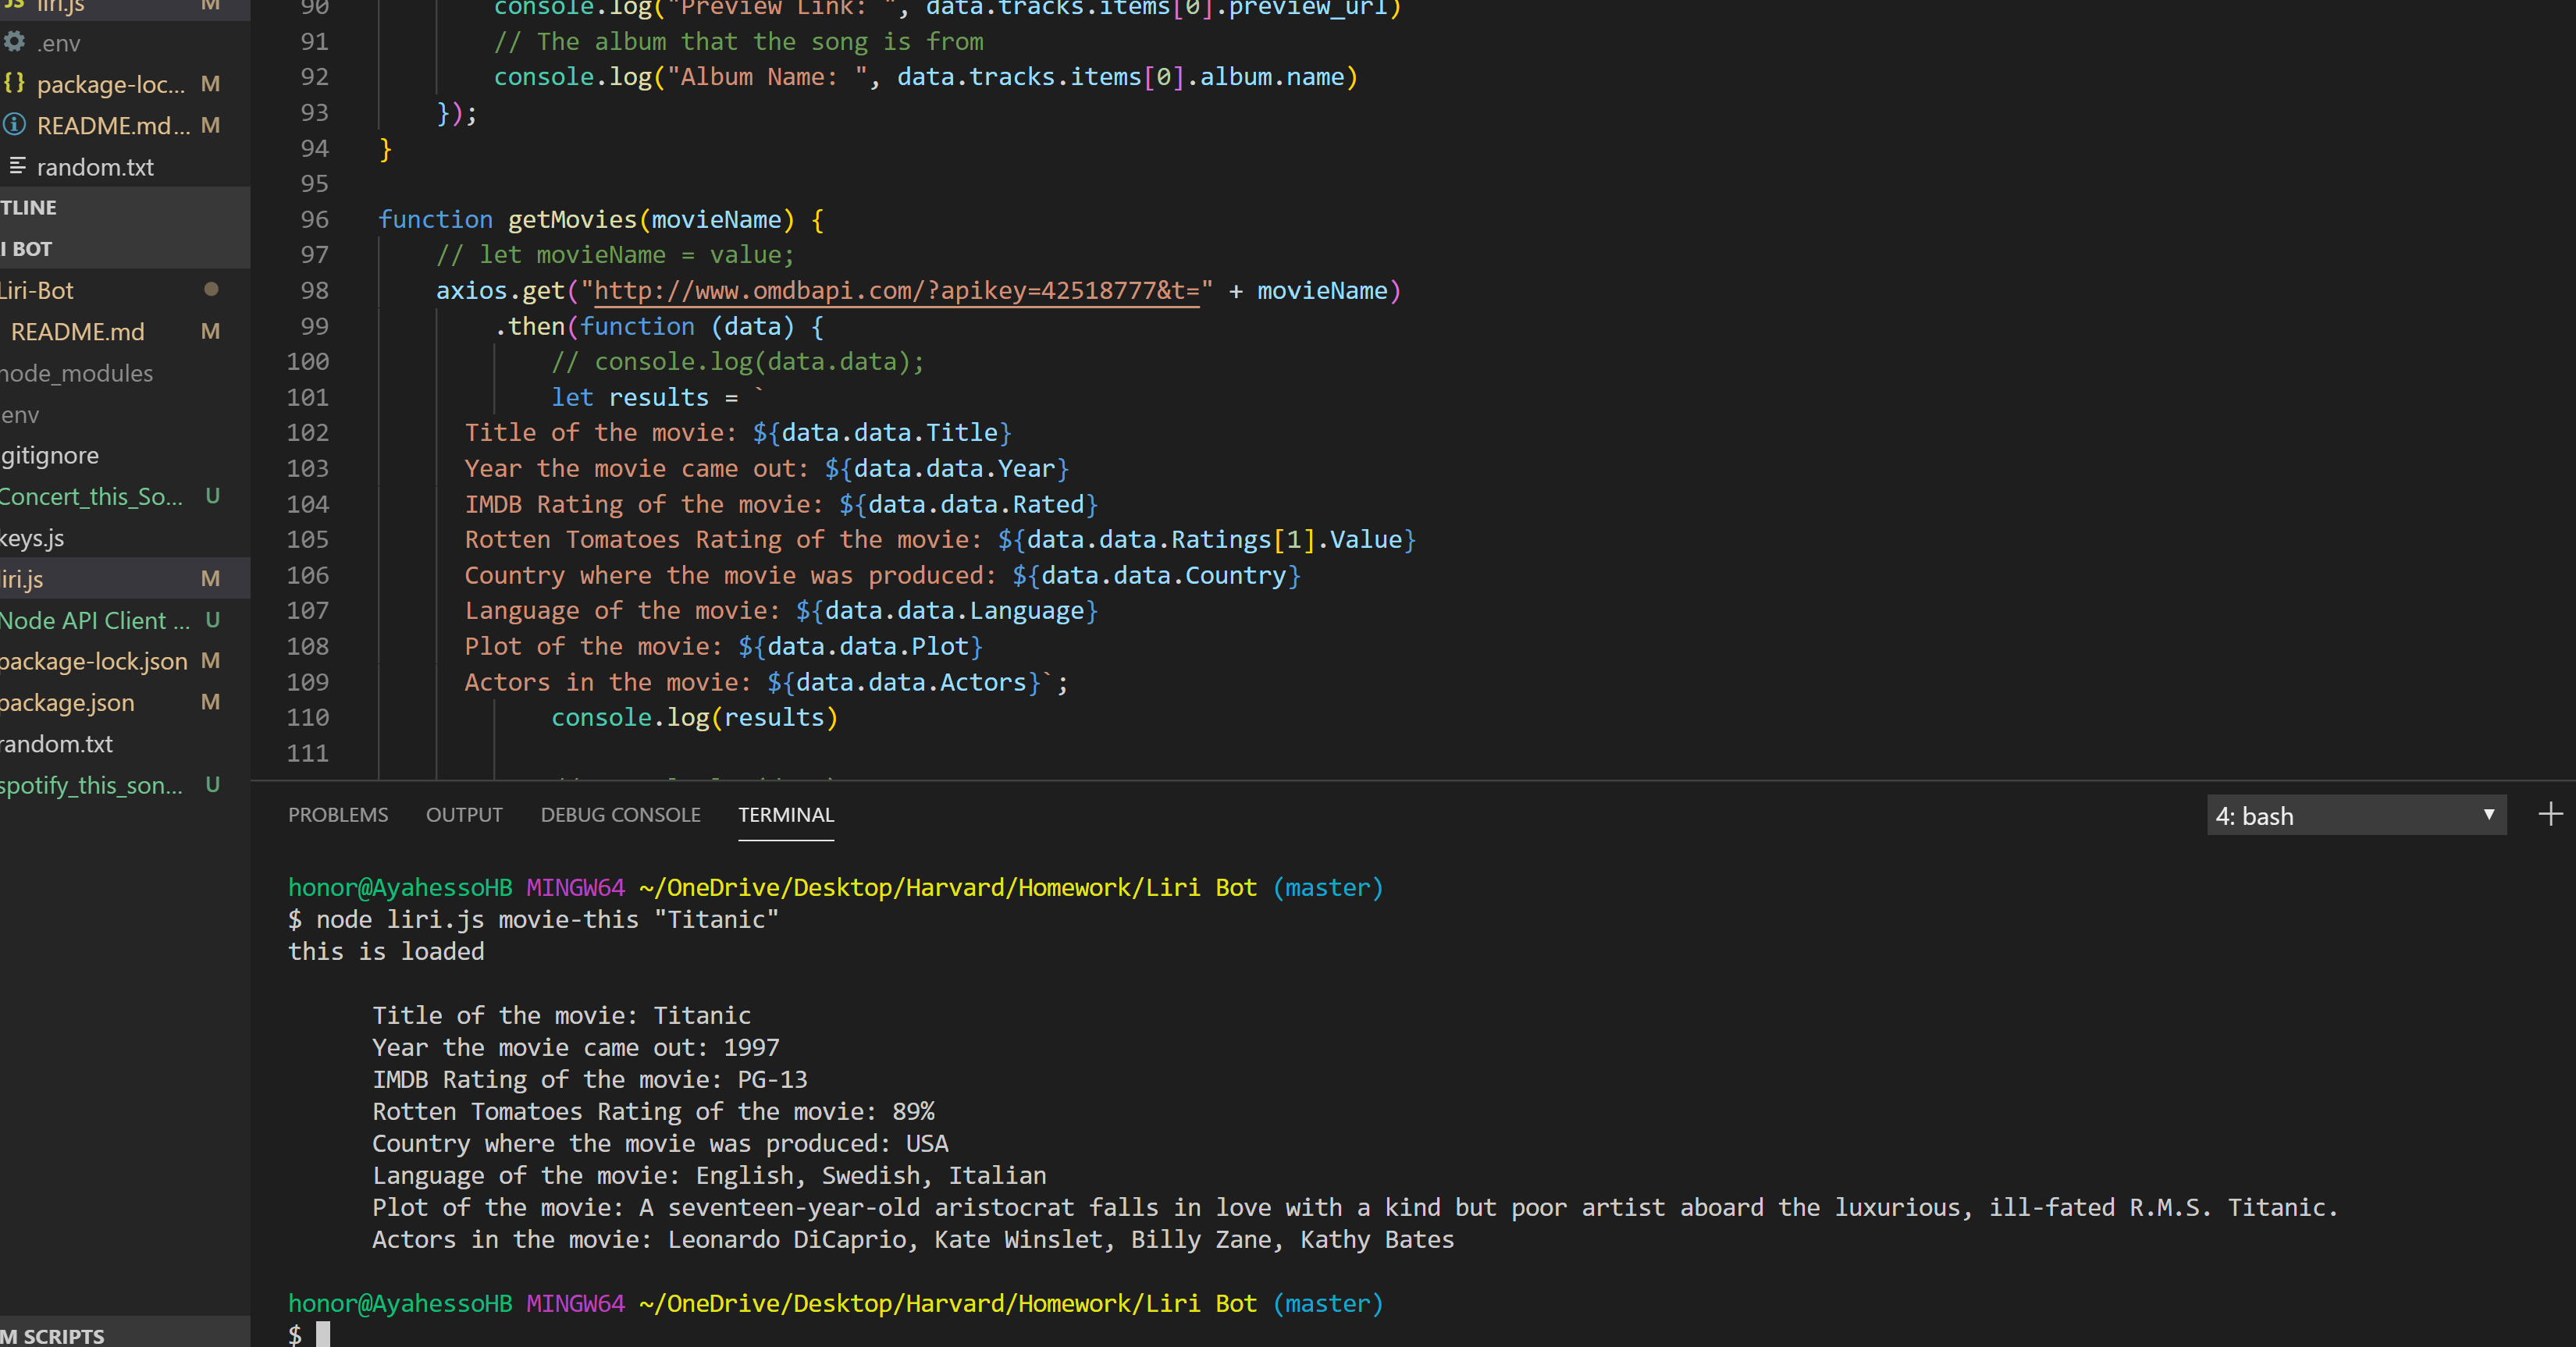 liri.js M
.env
package-loc... M
README.md... M
random.txt
TLINE
I BOT
Liri-Bot
README.md M
node_modules
env
gitignore
Concert_this_So... U
keys.js
liri.js M
Node API Client ... U
package-lock.json M
package.json M
random.txt
spotify_this_son... U
M SCRIPTS
90 console.log("Preview Link: ", data.tracks.items[0].preview_url)
91 // The album that the song is from
92 console.log("Album Name: ", data.tracks.items[0].album.name)
93 });
94 }
95
96 function getMovies(movieName) {
97 // let movieName = value;
98 axios.get("http://www.omdbapi.com/?apikey=42518777&t=" + movieName)
99 .then(function (data) {
100 // console.log(data.data);
101 let results = `
102 Title of the movie: ${data.data.Title}
103 Year the movie came out: ${data.data.Year}
104 IMDB Rating of the movie: ${data.data.Rated}
105 Rotten Tomatoes Rating of the movie: ${data.data.Ratings[1].Value}
106 Country where the movie was produced: ${data.data.Country}
107 Language of the movie: ${data.data.Language}
108 Plot of the movie: ${data.data.Plot}
109 Actors in the movie: ${data.data.Actors}`;
110 console.log(results)
111
PROBLEMS OUTPUT DEBUG CONSOLE TERMINAL 4: bash
honor@AyahessoHB MINGW64 ~/OneDrive/Desktop/Harvard/Homework/Liri Bot (master)
$ node liri.js movie-this "Titanic"
this is loaded
Title of the movie: Titanic
Year the movie came out: 1997
IMDB Rating of the movie: PG-13
Rotten Tomatoes Rating of the movie: 89%
Country where the movie was produced: USA
Language of the movie: English, Swedish, Italian
Plot of the movie: A seventeen-year-old aristocrat falls in love with a kind but poor artist aboard the luxurious, ill-fated R.M.S. Titanic.
Actors in the movie: Leonardo DiCaprio, Kate Winslet, Billy Zane, Kathy Bates
honor@AyahessoHB MINGW64 ~/OneDrive/Desktop/Harvard/Homework/Liri Bot (master)
$